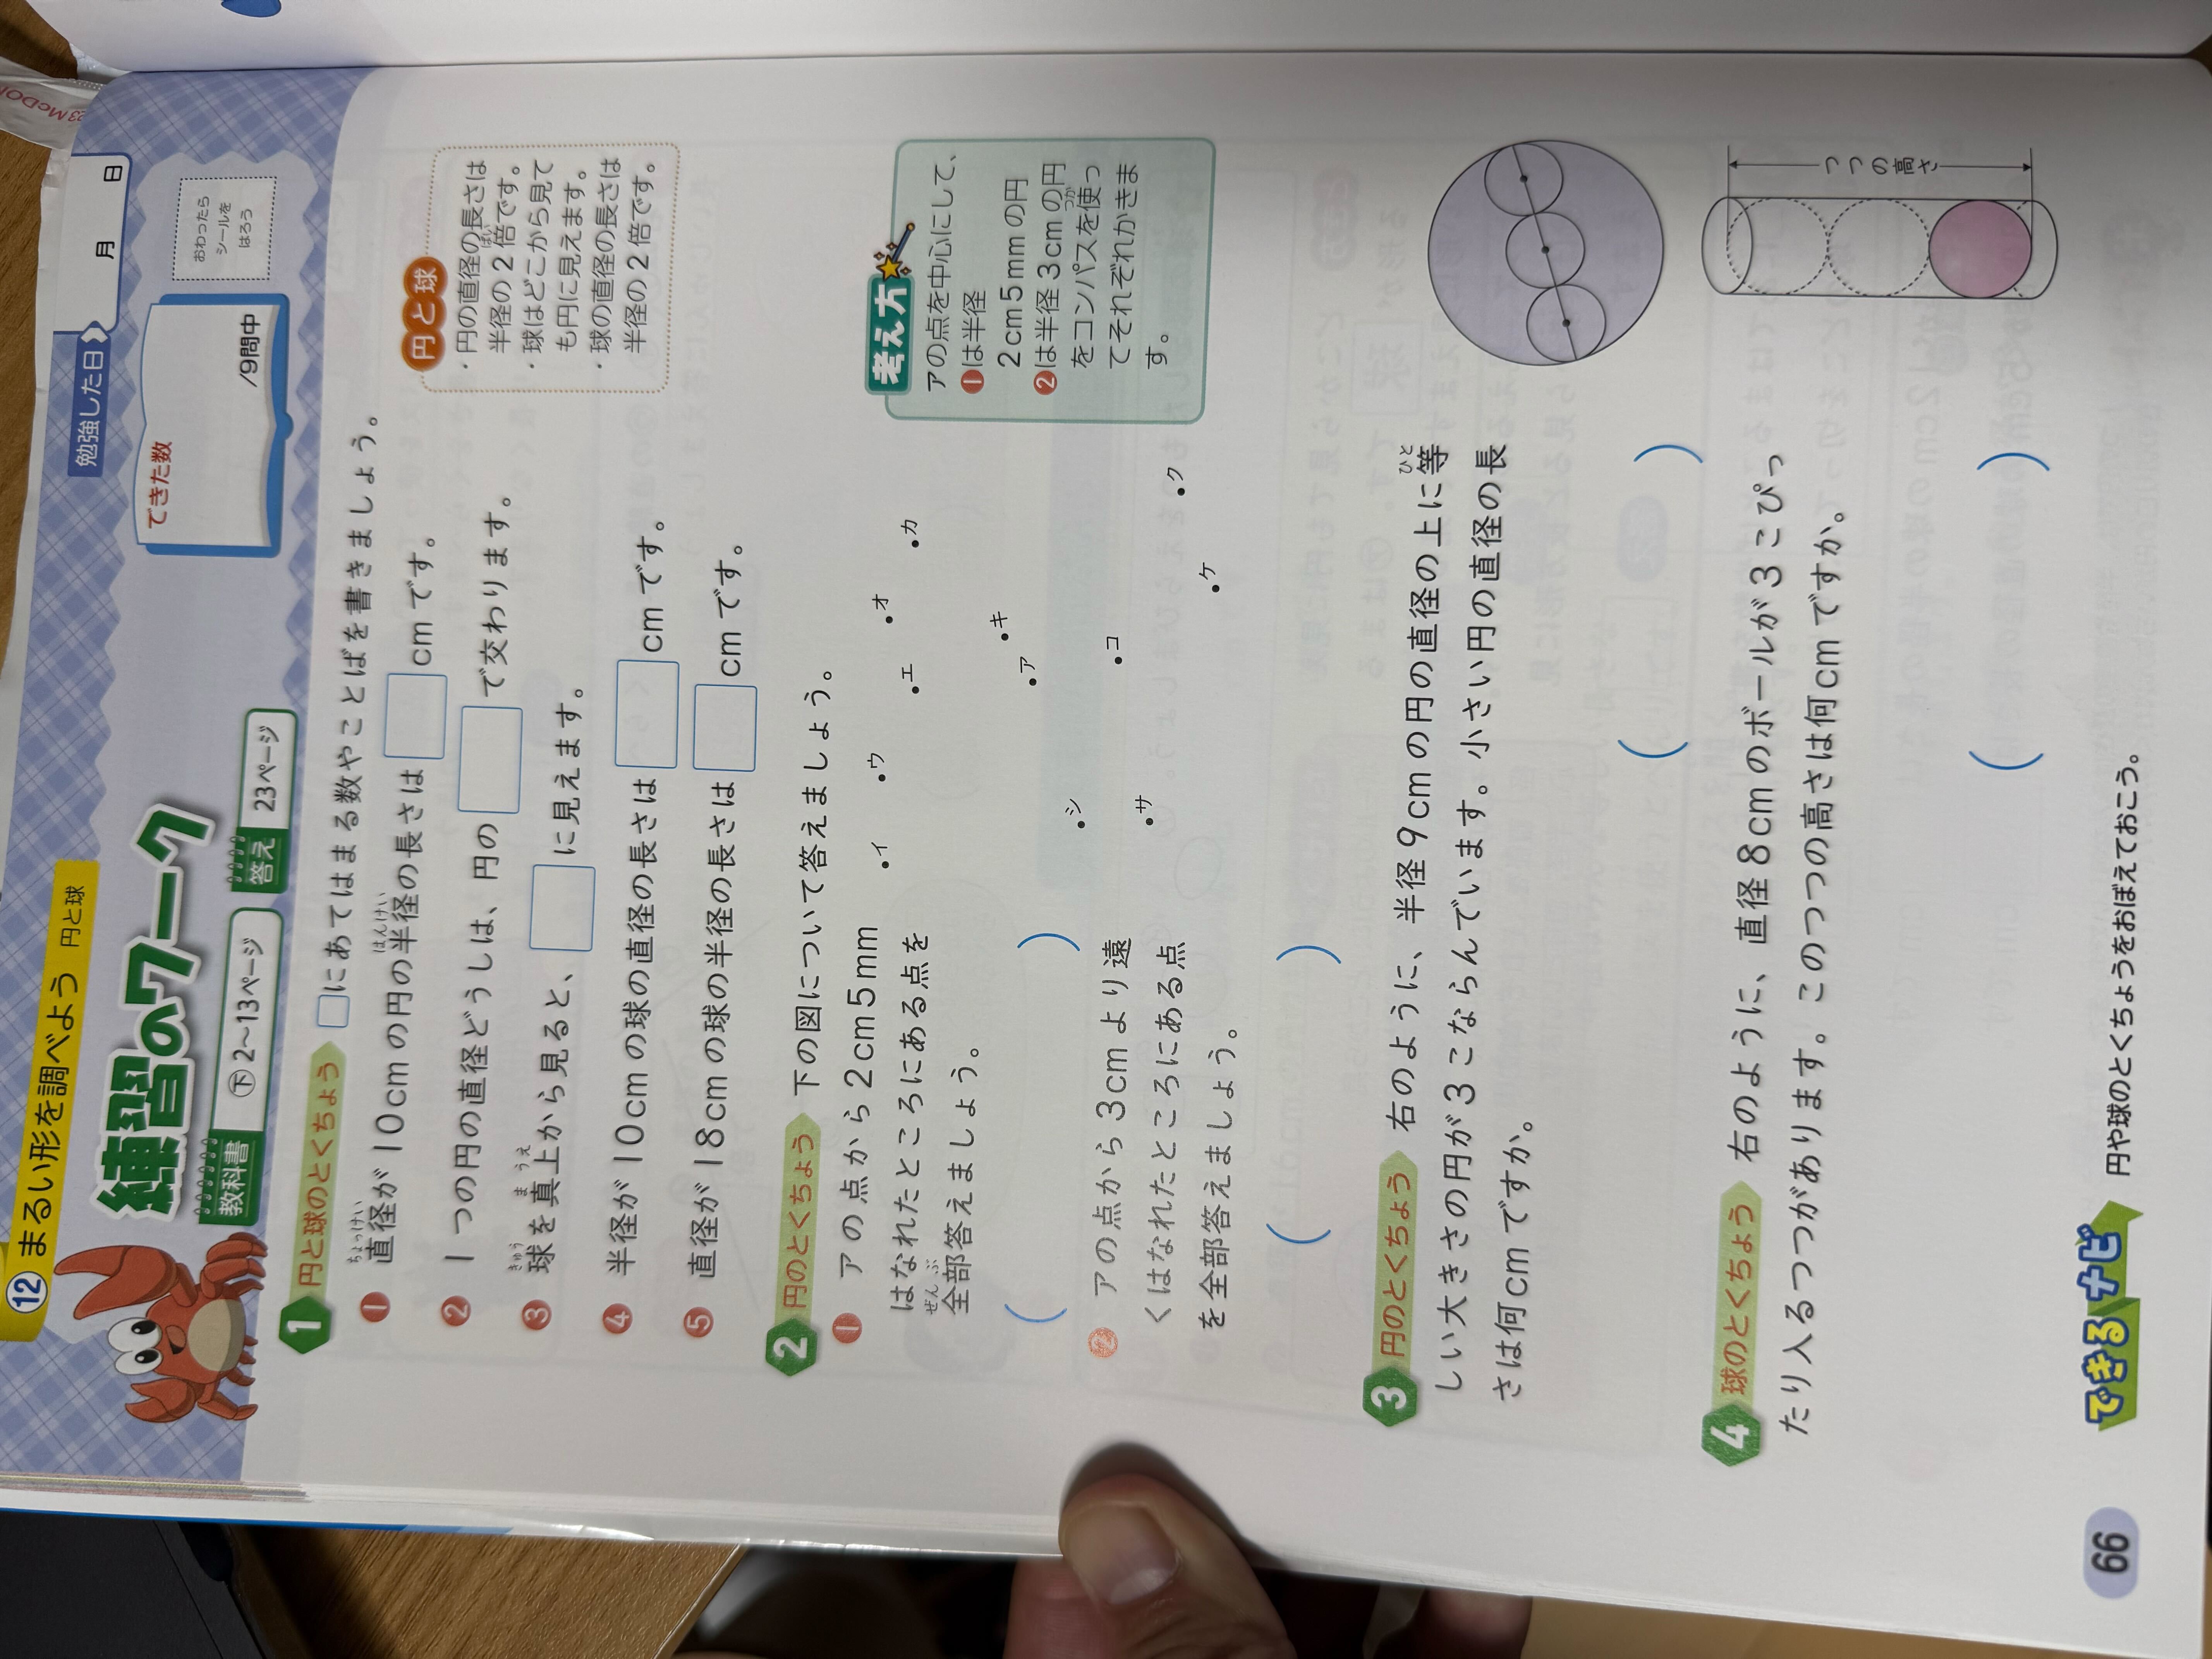 ⑫ まるい形を調べよう 円と球
勉強した日 月 日
練習のワーク
教科書 ㊦ 2～13ページ 答え 23ページ
できた数
/9問中
おわったら
シールを
はろう
1 円と球のとくちょう □にあてはまる数やことばを書きましょう。
❶ 直径が10cmの円の半径の長さは□cmです。
ちょっけい はんけい
❷ 1つの円の直径どうしは、円の□で交わります。
❸ 球を真上から見ると、□に見えます。
きゅう ま うえ
❹ 半径が10cmの球の直径の長さは□cmです。
❺ 直径が18cmの球の半径の長さは□cmです。
円と球
・円の直径の長さは
半径の2倍です。
ばい
・球はどこから見て
も円に見えます。
・球の直径の長さは
半径の2倍です。
2 円のとくちょう 下の図について答えましょう。
❶ アの点から2cm5mm
はなれたところにある点を
全部答えましょう。
ぜんぶ
( )
❷ アの点から3cmより遠
くはなれたところにある点
を全部答えましょう。
( )
イ
ウ
エ
オ
カ
キ
ア
シ
コ
サ
ケ
ク
考え方
アの点を中心にして、
❶は半径
2cm5mmの円
❷は半径3cmの円
をコンパスを使っ
つか
てそれぞれかきま
す。
3 円のとくちょう 右のように、半径9cmの円の直径の上に等
ひと
しい大きさの円が3こならんでいます。小さい円の直径の長
さは何cmですか。
( )
4 球のとくちょう 右のように、直径8cmのボールが3こぴっ
たり入るつつがあります。このつつの高さは何cmですか。
( )
つつの高さ
できるナビ 円や球のとくちょうをおぼえておこう。
66